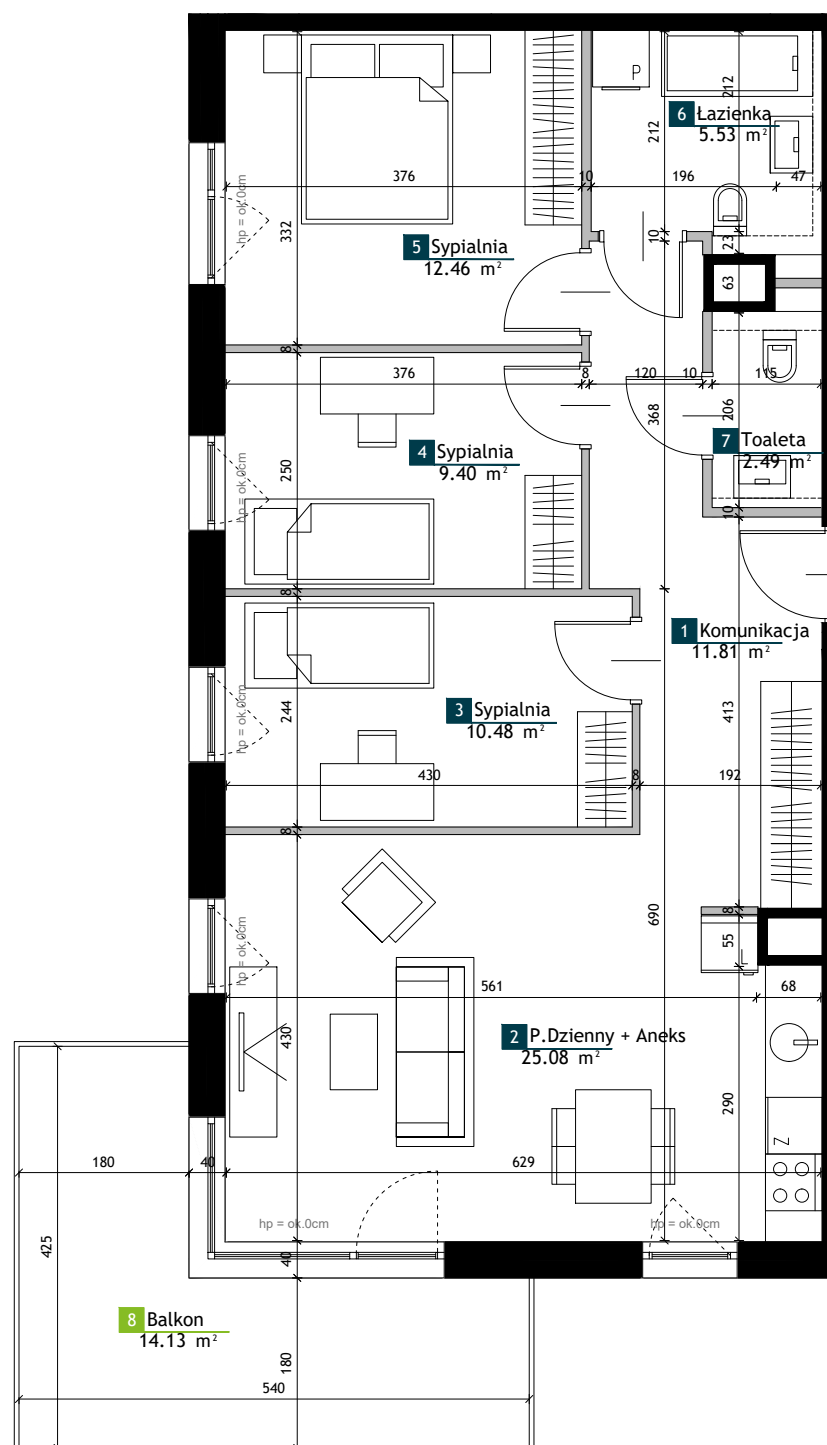 212
P
6 Łazienka
5.53 m²
212
376
10
196
47
hp = ok.0cm
332
5 Sypialnia
12.46 m²
10
23
63
8
376
8
120
10
115
368
206
4 Sypialnia
9.40 m²
7 Toaleta
2.49 m²
250
hp = ok.0cm
10
8
1 Komunikacja
11.81 m²
hp = ok.0cm
244
3 Sypialnia
10.48 m²
413
430
8
192
8
690
8
55
L
hp = ok.0cm
561
68
430
2 P.Dzienny + Aneks
25.08 m²
290
Z
180
40
629
hp = ok.0cm
hp = ok.0cm
425
40
8 Balkon
14.13 m²
180
540